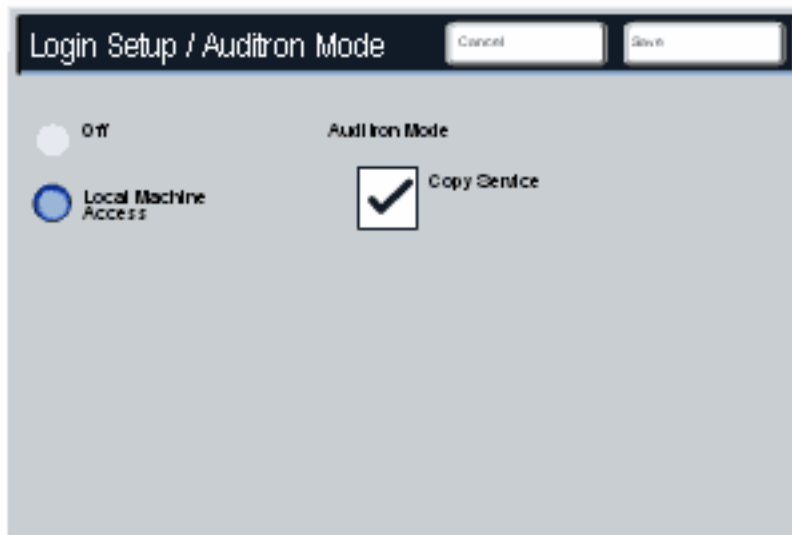 Login Setup / Auditron Mode
Cancel
Save
Off
Auditron Mode
Local Machine
Access
Copy Service